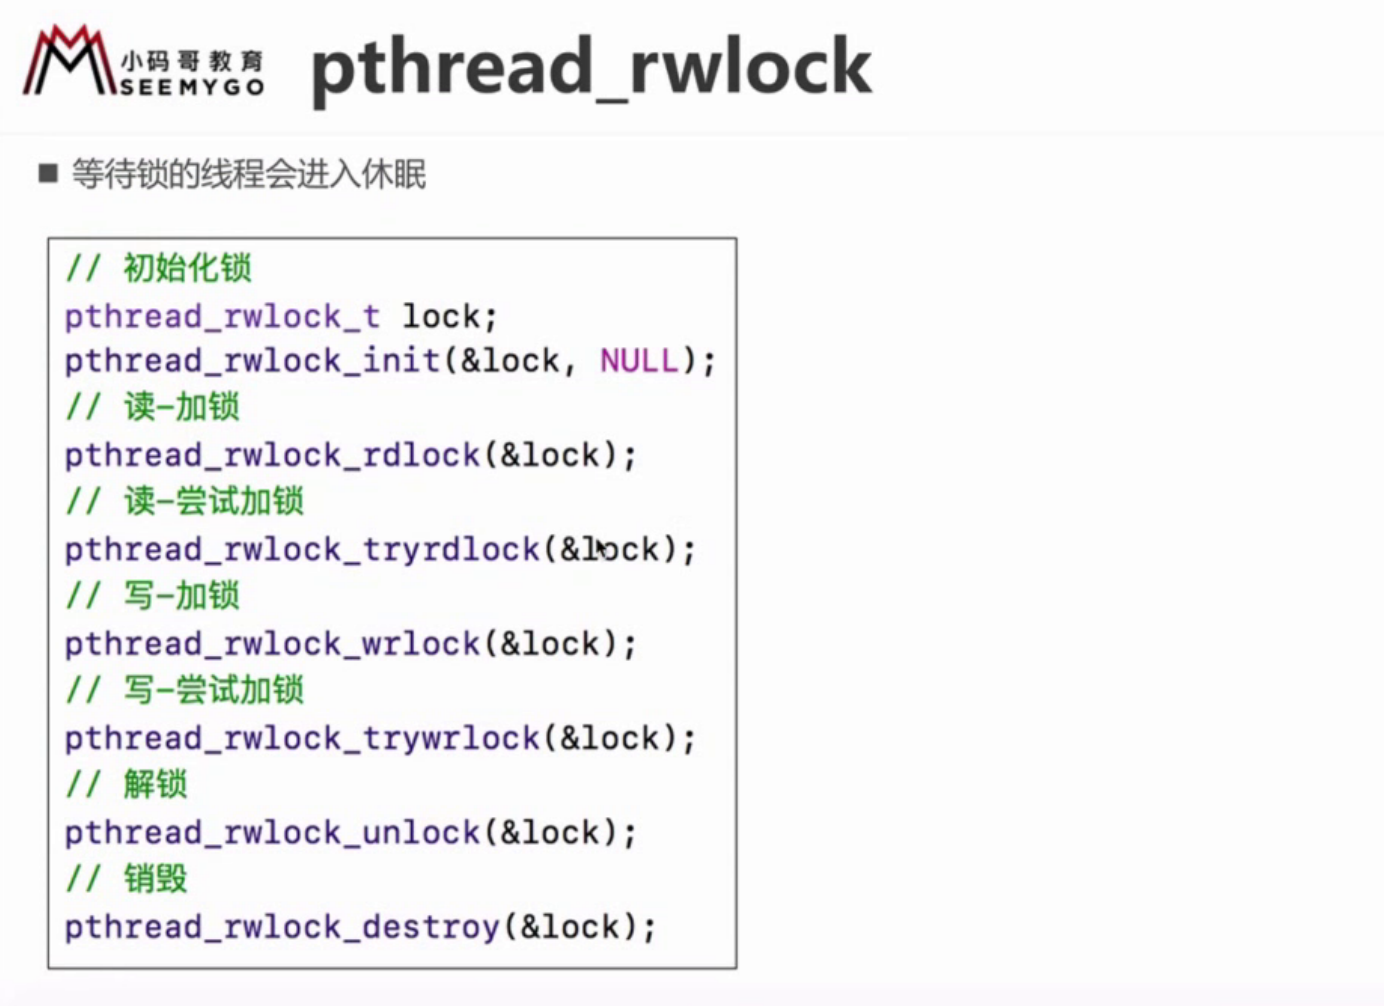 小码哥教育
SEEMYGO
pthread_rwlock
等待锁的线程会进入休眠
// 初始化锁
pthread_rwlock_t lock;
pthread_rwlock_init(&lock, NULL);
// 读-加锁
pthread_rwlock_rdlock(&lock);
// 读-尝试加锁
pthread_rwlock_tryrdlock(&lock);
// 写-加锁
pthread_rwlock_wrlock(&lock);
// 写-尝试加锁
pthread_rwlock_trywrlock(&lock);
// 解锁
pthread_rwlock_unlock(&lock);
// 销毁
pthread_rwlock_destroy(&lock);